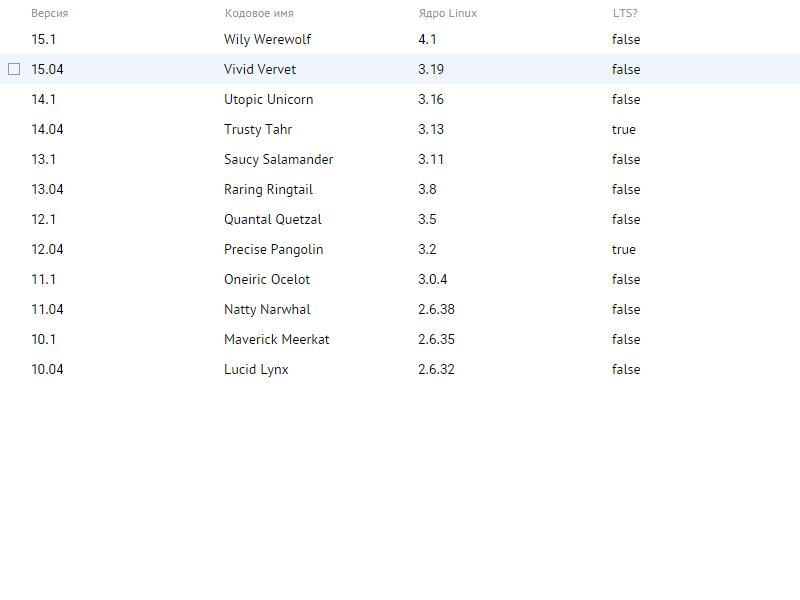 Версия Кодовое имя Ядро Linux LTS?
15.1 Wily Werewolf 4.1 false
15.04 Vivid Vervet 3.19 false
14.1 Utopic Unicorn 3.16 false
14.04 Trusty Tahr 3.13 true
13.1 Saucy Salamander 3.11 false
13.04 Raring Ringtail 3.8 false
12.1 Quantal Quetzal 3.5 false
12.04 Precise Pangolin 3.2 true
11.1 Oneiric Ocelot 3.0.4 false
11.04 Natty Narwhal 2.6.38 false
10.1 Maverick Meerkat 2.6.35 false
10.04 Lucid Lynx 2.6.32 false